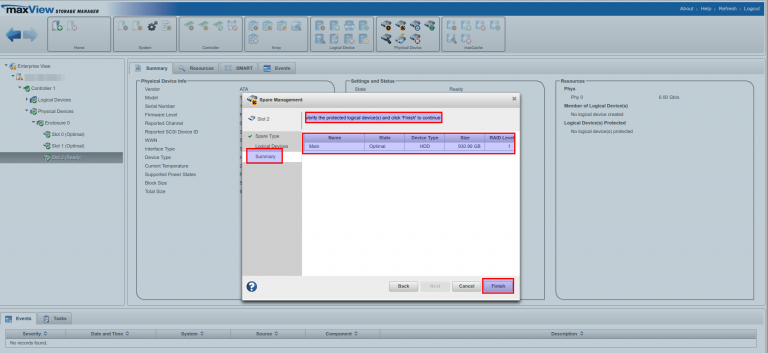 maxView STORAGE MANAGER
About | Help | Refresh | Logout
Home
System
Controller
Array
Logical Device
Physical Device
maxCache
Enterprise View
Controller 1
Logical Devices
Physical Devices
Enclosure 0
Slot 0 (Optimal)
Slot 1 (Optimal)
Slot 2 (Ready)
Summary
Resources
SMART
Events
Physical Device Info
Vendor ATA
Model
Serial Number
Firmware Level
Reported Channel
Reported SCSI Device ID
WWN
Interface Type
Device Type
Current Temperature
Supported Power States
Block Size
Total Size
Settings and Status
State Ready
Resources
Phys
Phy 0 6.00 Gb/s
Member of Logical Device(s)
No logical device created
Logical Device(s) Protected
No logical device(s) protected
Spare Management
Slot 2
Verify the protected logical device(s) and click 'Finish' to continue
Spare Type
Logical Devices
Summary
Name State Device Type Size RAID Level
Main Optimal HDD 930.99 GB 1
Back
Next
Cancel
Finish
Events
Tasks
Severity Date and Time System Source Component Description
No records found.